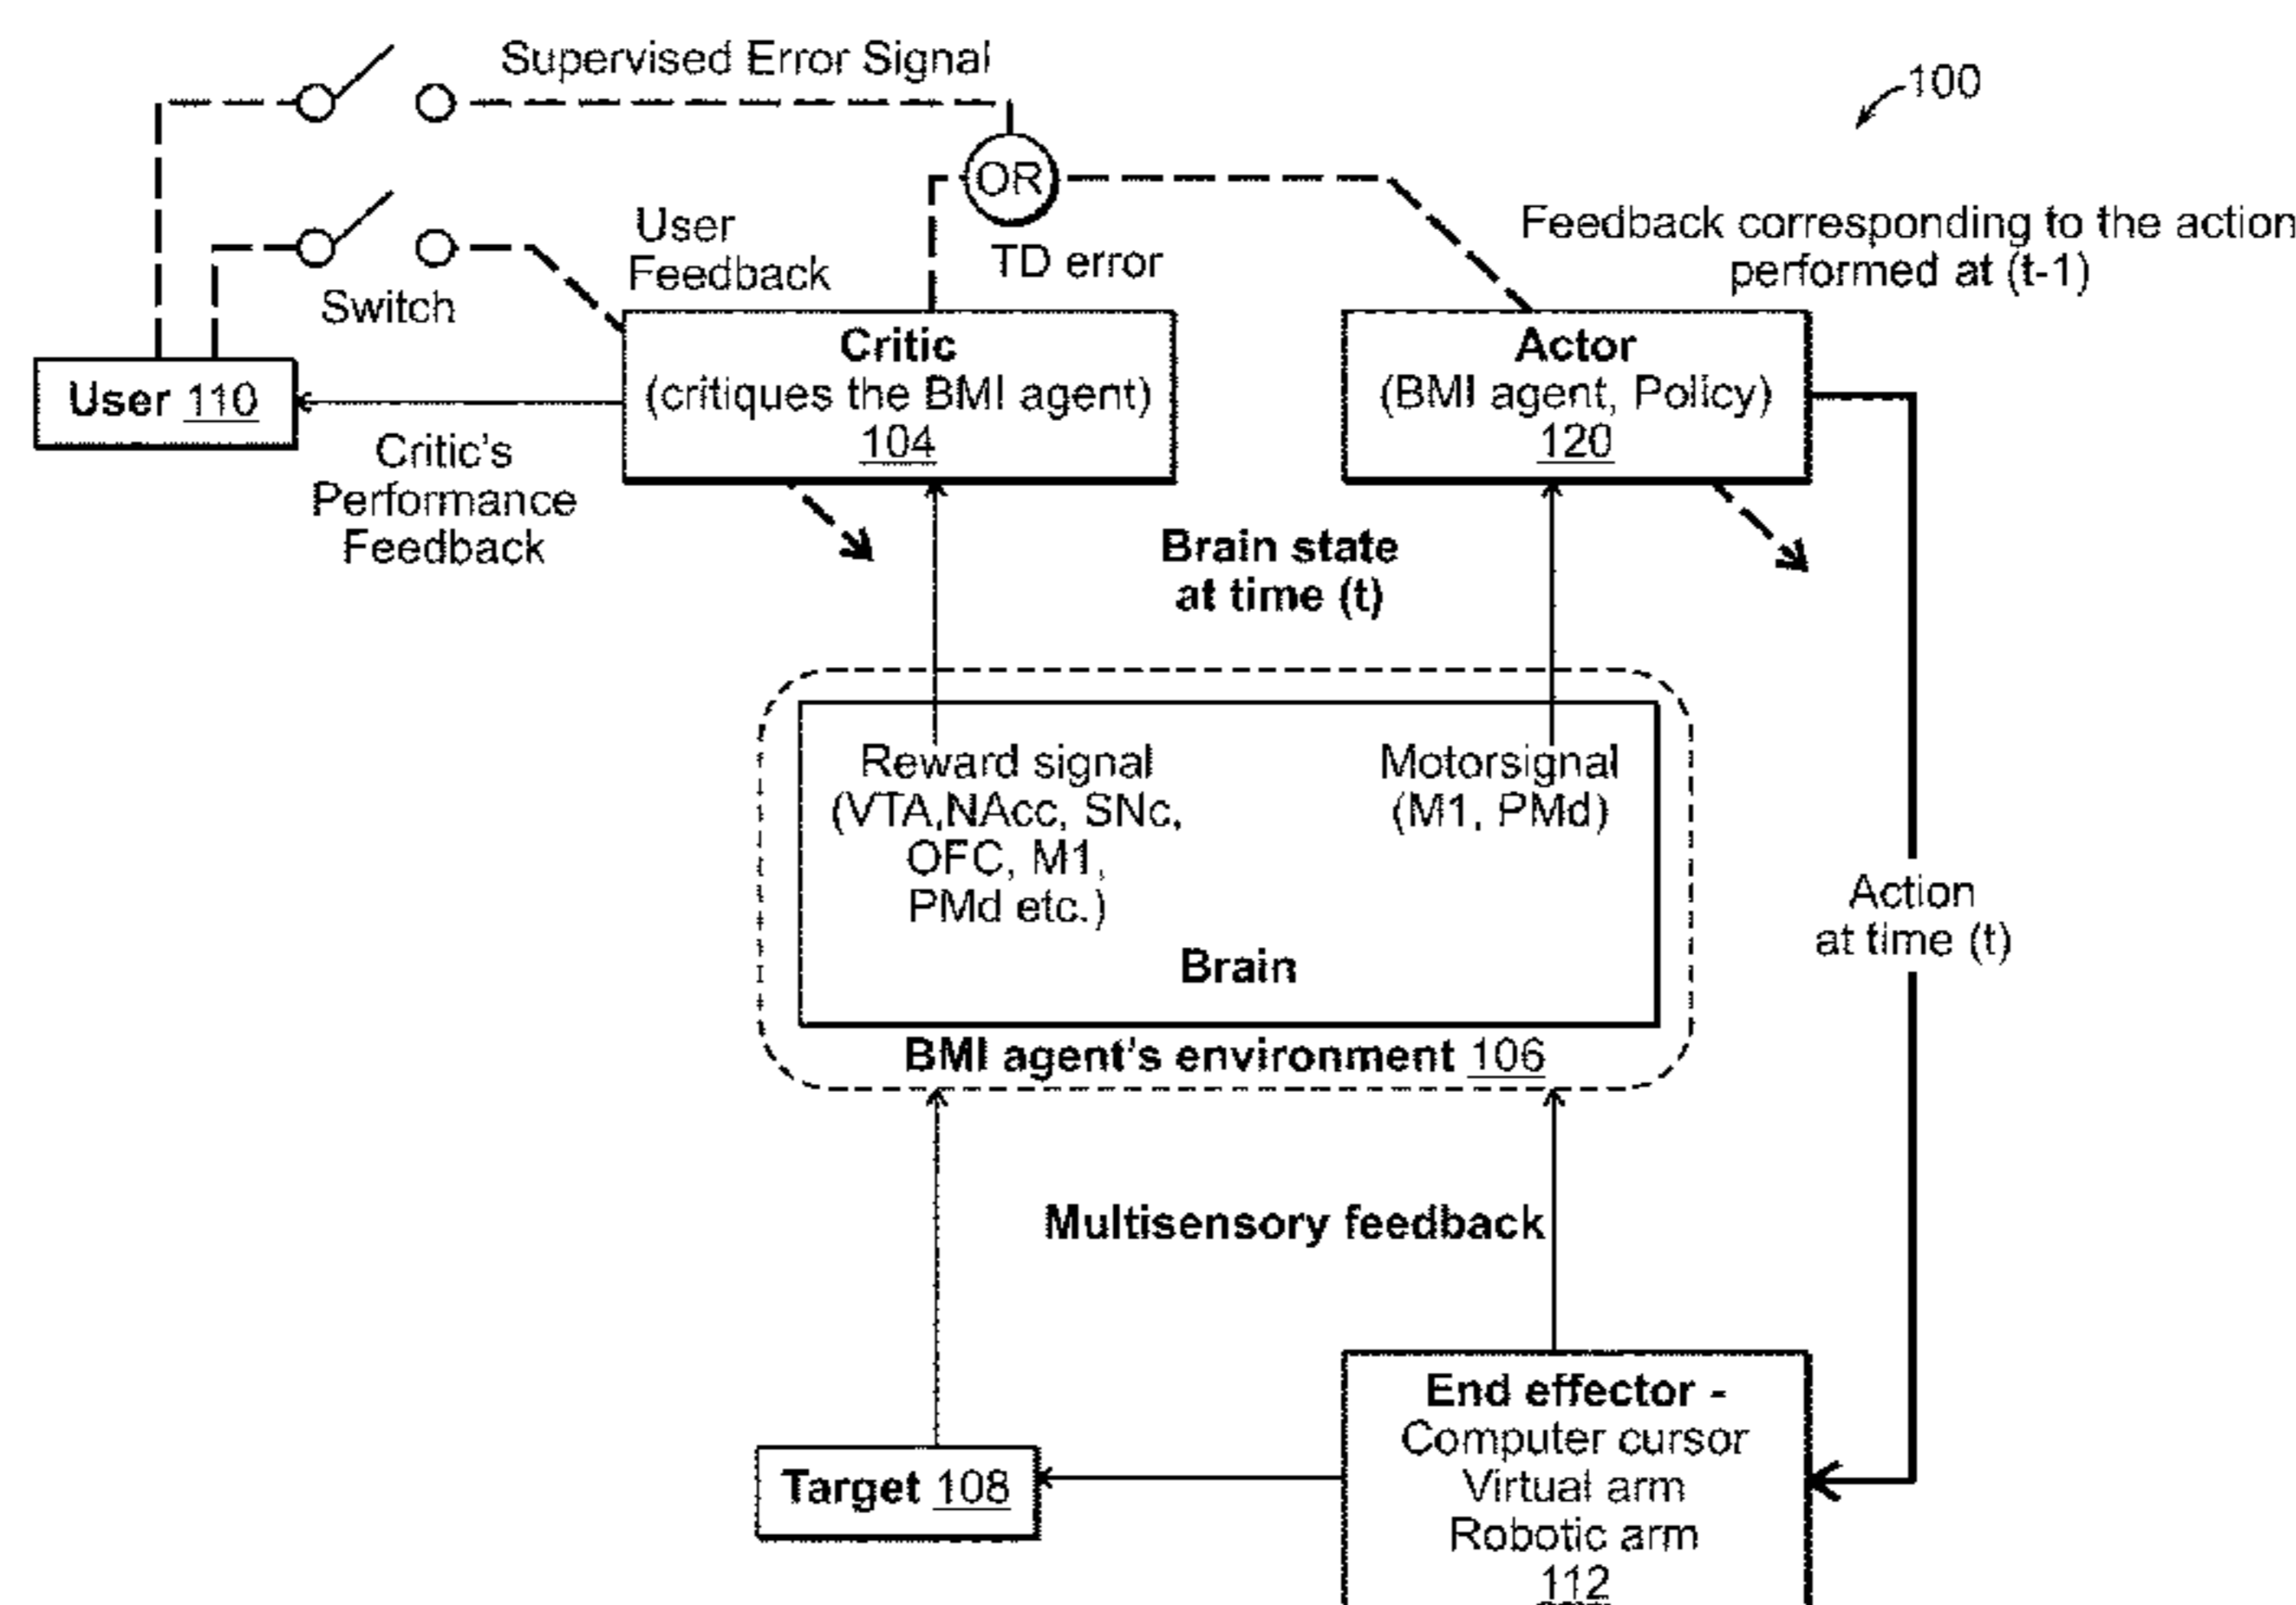 Supervised Error Signal
100
OR
User
Feedback
TD error
Feedback corresponding to the action
performed at (t-1)
Switch
User 110
Critic
(critiques the BMI agent)
104
Actor
(BMI agent, Policy)
120
Critic's
Performance
Feedback
Brain state
at time (t)
Reward signal
(VTA,NAcc, SNc,
OFC, M1,
PMd etc.)
Motorsignal
(M1, PMd)
Brain
BMI agent's environment 106
Action
at time (t)
Multisensory feedback
Target 108
End effector -
Computer cursor
Virtual arm
Robotic arm
112